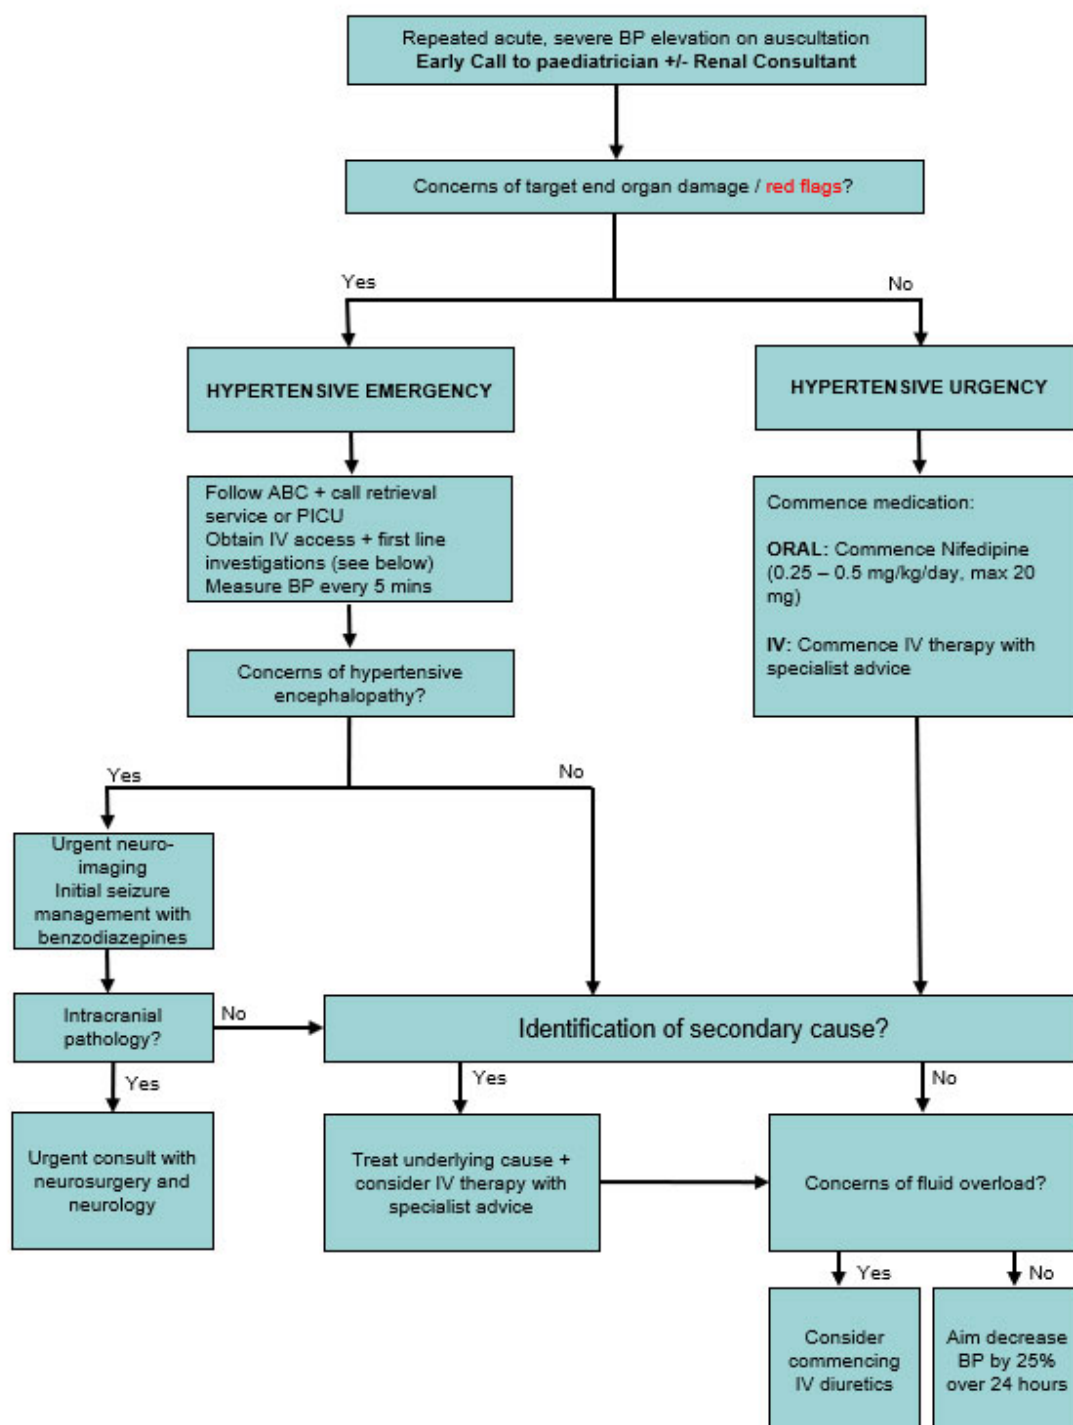 Repeated acute, severe BP elevation on auscultation
Early Call to paediatrician +/- Renal Consultant
Concerns of target end organ damage / red flags?
Yes
No
HYPERTENSIVE EMERGENCY
HYPERTENSIVE URGENCY
Follow ABC + call retrieval
service or PICU
Obtain IV access + first line
investigations (see below)
Measure BP every 5 mins
Commence medication:
ORAL: Commence Nifedipine
(0.25 – 0.5 mg/kg/day, max 20
mg)
IV: Commence IV therapy with
specialist advice
Concerns of hypertensive
encephalopathy?
Yes
No
Urgent neuro-
imaging
Initial seizure
management with
benzodiazepines
Intracranial
pathology?
No
Identification of secondary cause?
Yes
Yes
No
Urgent consult with
neurosurgery and
neurology
Treat underlying cause +
consider IV therapy with
specialist advice
Concerns of fluid overload?
Yes
No
Consider
commencing
IV diuretics
Aim decrease
BP by 25%
over 24 hours